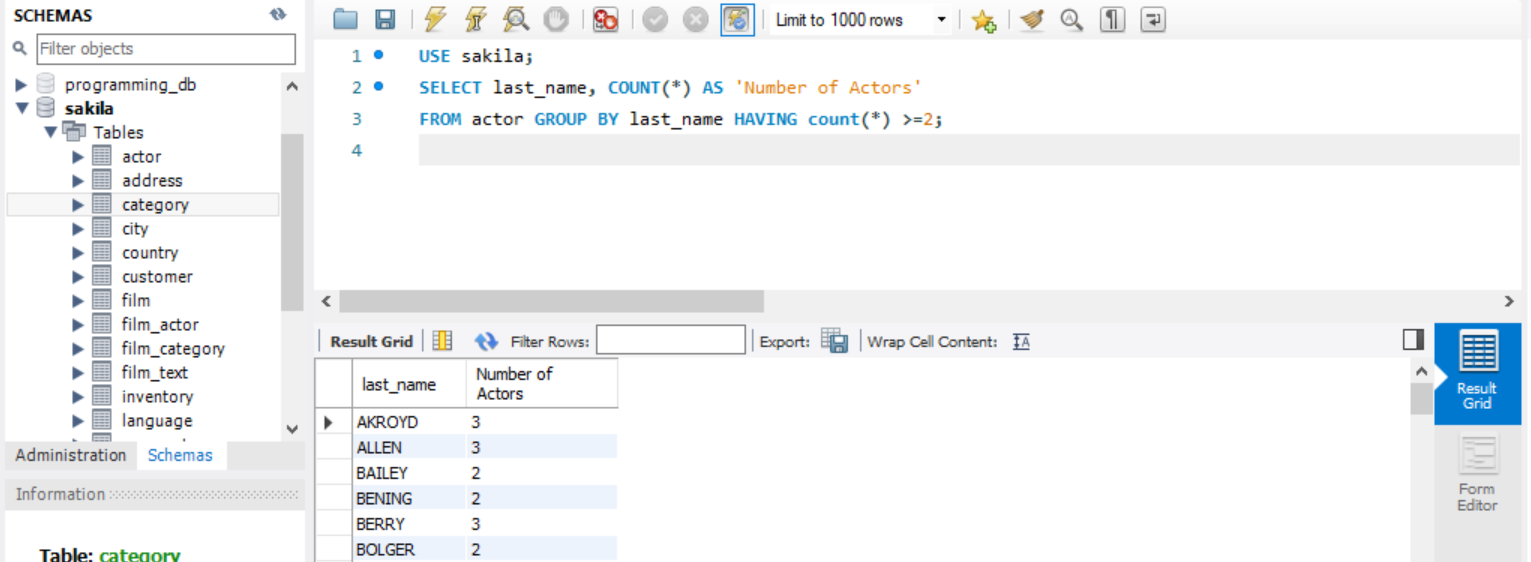 SCHEMAS
Filter objects
programming_db
sakila
Tables
actor
address
category
city
country
customer
film
film_actor
film_category
film_text
inventory
language
Administration Schemas
Information
Table: category
Limit to 1000 rows
1 USE sakila;
2 SELECT last_name, COUNT(*) AS 'Number of Actors'
3 FROM actor GROUP BY last_name HAVING count(*) >=2;
4
Result Grid Filter Rows: Export: Wrap Cell Content:
last_name Number of
Actors
AKROYD 3
ALLEN 3
BAILEY 2
BENING 2
BERRY 3
BOLGER 2
Result
Grid
Form
Editor